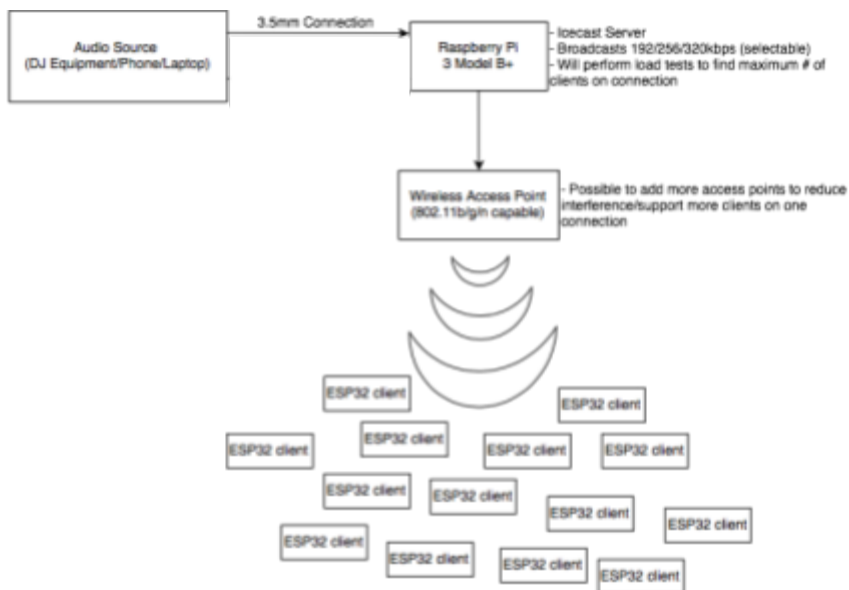 3.5mm Connection
Audio Source
(DJ Equipment/Phone/Laptop)
Raspberry Pi
3 Model B+
- Icecast Server
- Broadcasts 192/256/320kbps (selectable)
- Will perform load tests to find maximum # of
clients on connection
Wireless Access Point
(802.11b/g/n capable)
- Possible to add more access points to reduce
interference/support more clients on one
connection
ESP32 client
ESP32 client
ESP32 client
ESP32 client
ESP32 client
ESP32 client
ESP32 client
ESP32 client
ESP32 client
ESP32 client
ESP32 client
ESP32 client
ESP32 client
ESP32 client